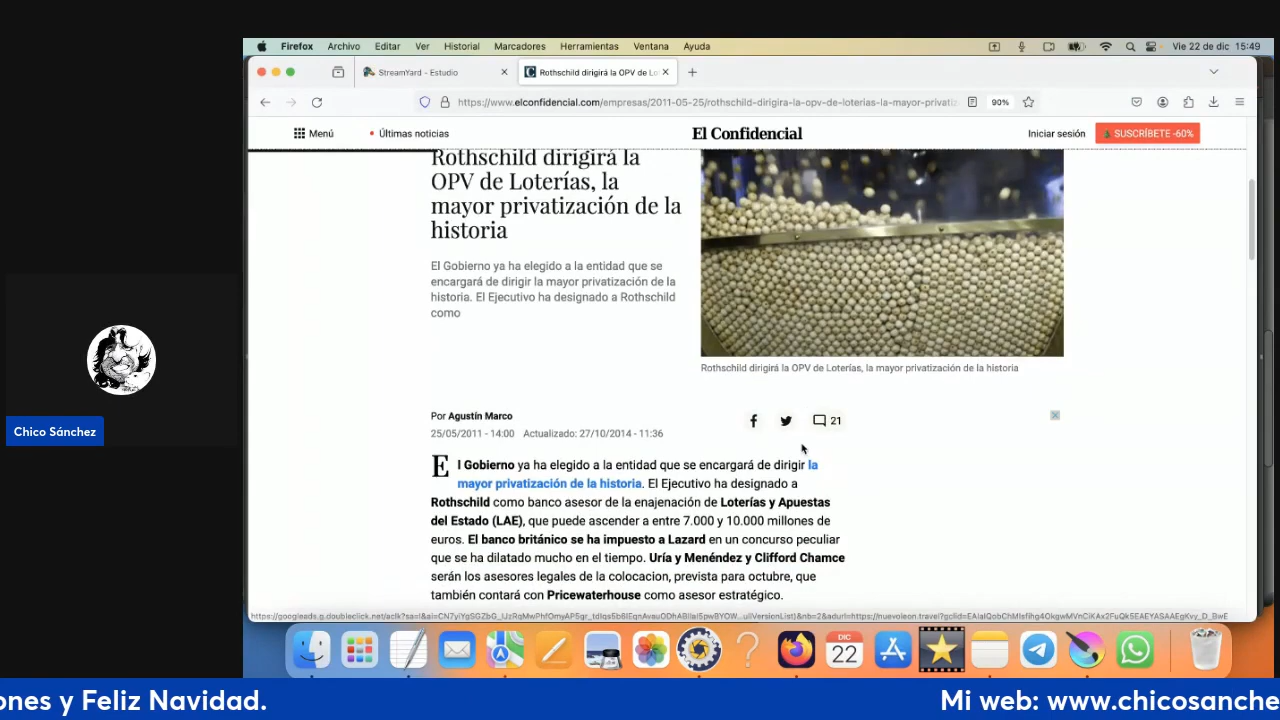 Firefox Archivo Editar Ver Historial Marcadores Herramientas Ventana Ayuda Vie 22 de dic 15:49
StreamYard - Estudio Rothschild dirigirá la OPV de Lo
https://www.elconfidencial.com/empresas/2011-05-25/rothschild-dirigira-la-opv-de-loterias-la-mayor-privatiz 90%
Menú Últimas noticias El Confidencial Iniciar sesión SUSCRÍBETE -60%
Rothschild dirigirá la
OPV de Loterías, la
mayor privatización de la
historia
El Gobierno ya ha elegido a la entidad que se
encargará de dirigir la mayor privatización de la
historia. El Ejecutivo ha designado a Rothschild
como
Rothschild dirigirá la OPV de Loterías, la mayor privatización de la historia
Por Agustín Marco
25/05/2011 - 14:00 Actualizado: 27/10/2014 - 11:36
21
El Gobierno ya ha elegido a la entidad que se encargará de dirigir la
mayor privatización de la historia. El Ejecutivo ha designado a
Rothschild como banco asesor de la enajenación de Loterías y Apuestas
del Estado (LAE), que puede ascender a entre 7.000 y 10.000 millones de
euros. El banco británico se ha impuesto a Lazard en un concurso peculiar
que se ha dilatado mucho en el tiempo. Uría y Menéndez y Clifford Chamce
serán los asesores legales de la colocacion, prevista para octubre, que
también contará con Pricewaterhouse como asesor estratégico.
Chico Sánchez
DIC
22
ones y Feliz Navidad. Mi web: www.chicosanche